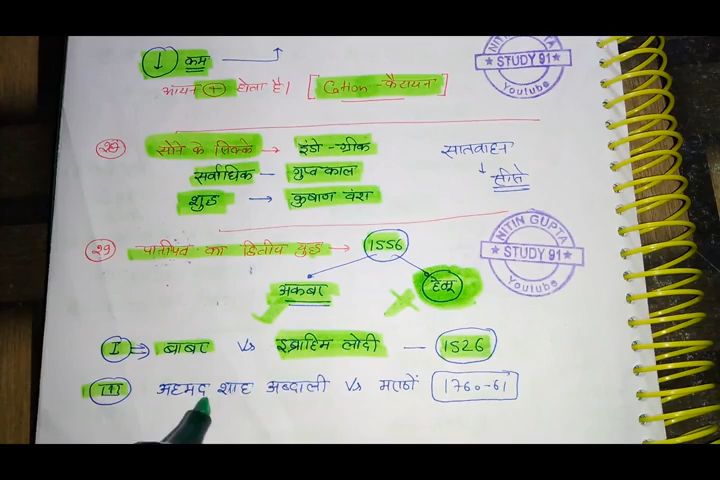 ↓ कम
आयन + होता है। [ Cation - कैटायन ]
28 सोने के सिक्के → इंडो-ग्रीक
सर्वाधिक - गुप्तकाल
शुद्ध → कुषाण वंश
सातवाहन
↓
सीसे
29 पानीपत का द्वितीय युद्ध → 1556
अकबर ✓ × हेमू
I ⇒ बाबर Vs इब्राहिम लोदी - 1526
III अहमद शाह अब्दाली Vs मराठों 1760-61
NITIN GUPTA
★ STUDY 91 ★
Youtube
NITIN GUPTA
★ STUDY 91 ★
Youtube